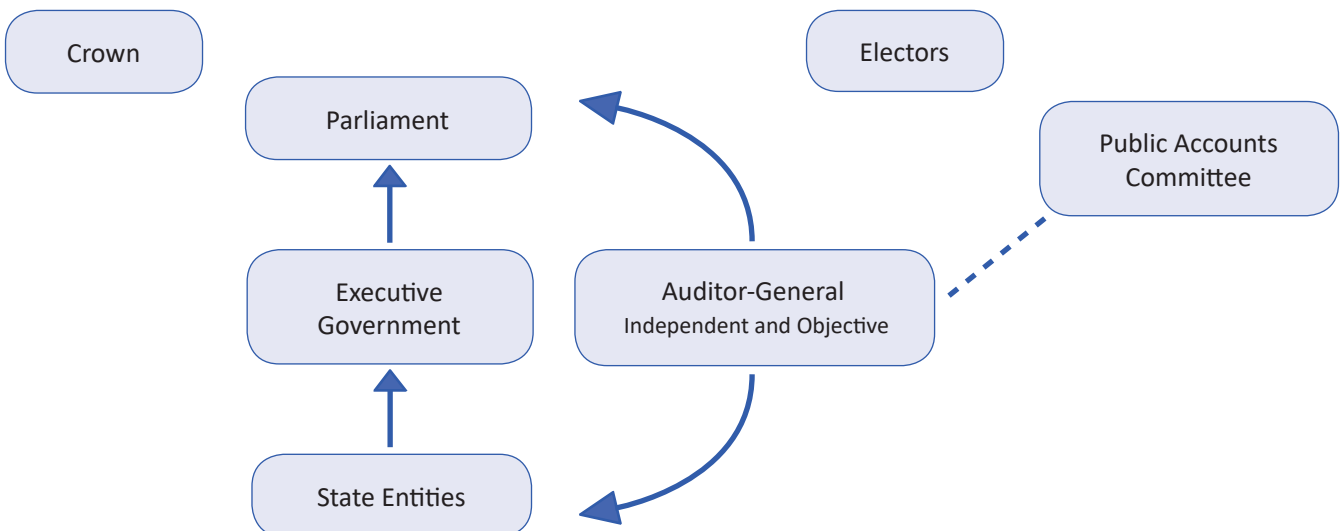 Crown
Electors
Parliament
Public Accounts
Committee
Executive
Government
Auditor-General
Independent and Objective
State Entities